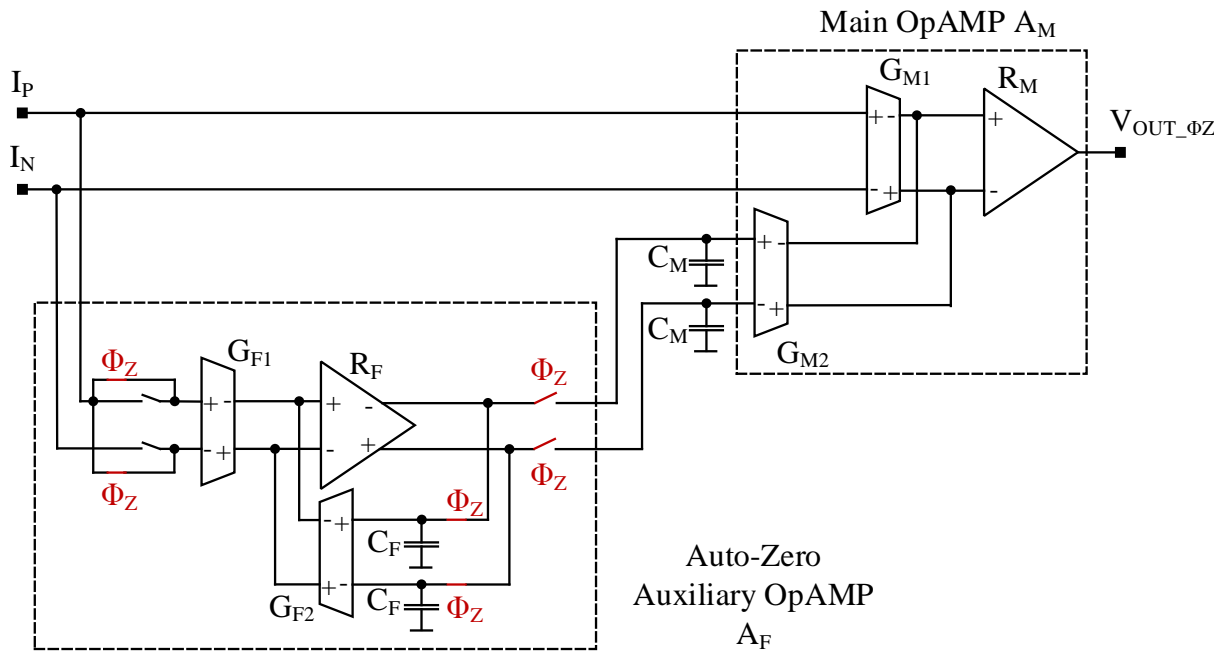 Main OpAMP A_M
G_M1
R_M
I_P
+ -
+
V_OUT_ΦZ
I_N
- +
-
C_M
+ -
C_M
- +
G_M2
Φ_Z
G_F1
R_F
Φ_Z
+ -
+
-
- +
-
+
Φ_Z
Φ_Z
Φ_Z
- +
C_F
+ -
C_F
Φ_Z
G_F2
Auto-Zero
Auxiliary OpAMP
A_F